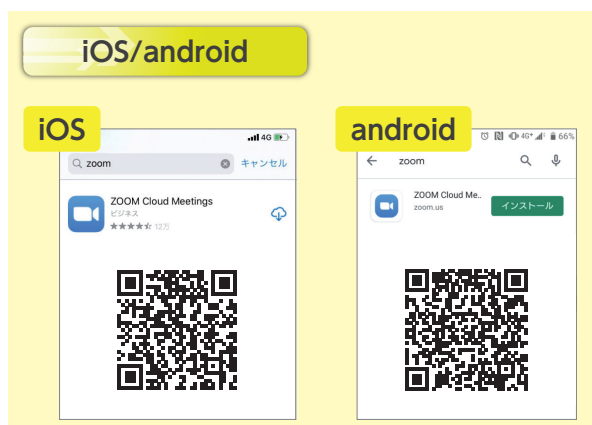 iOS/android
iOS
4G
zoom
キャンセル
ZOOM Cloud Meetings
ビジネス
★★★★⯪ 12万
android
4G+ 66%
zoom
ZOOM Cloud Me..
zoom.us
インストール